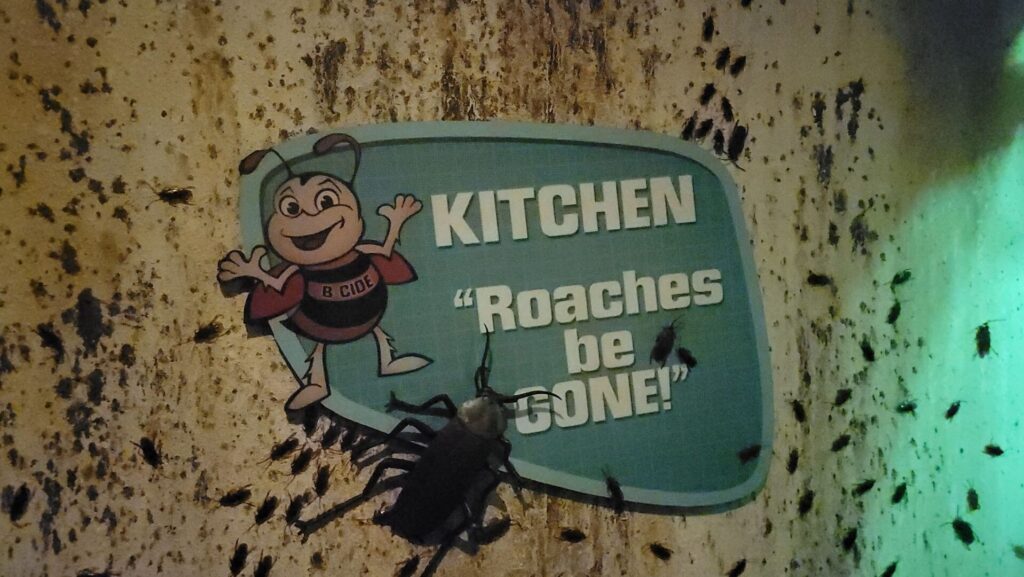 B CIDE
KITCHEN
"Roaches
be
GONE!"